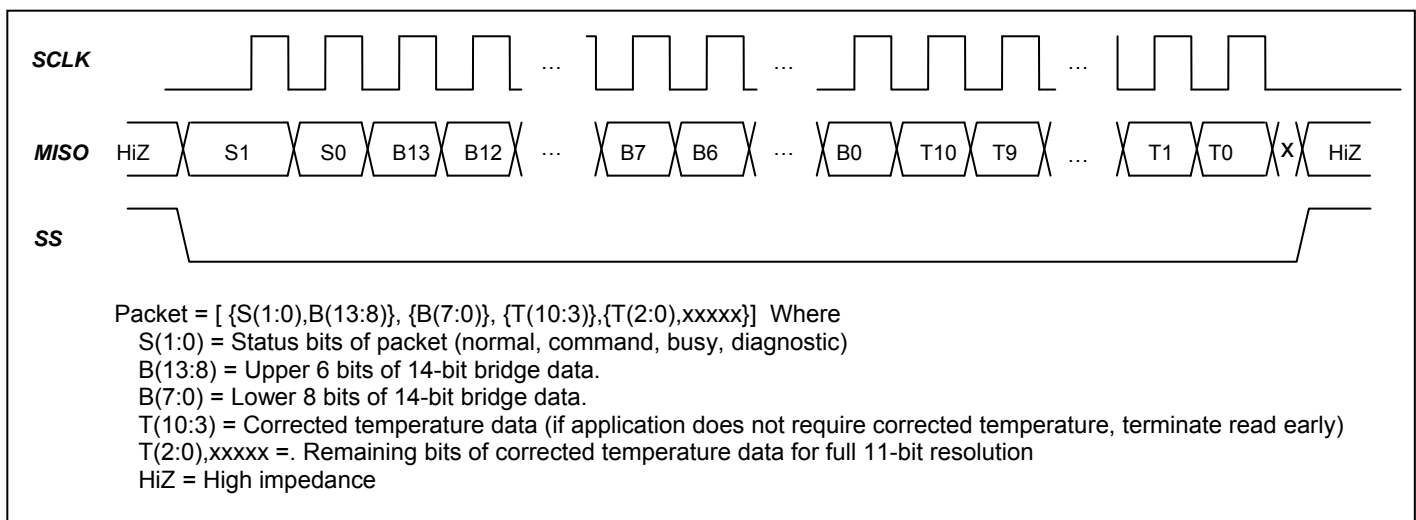 SCLK … … …
MISO HiZ S1 S0 B13 B12 … B7 B6 … B0 T10 T9 … T1 T0 x HiZ
SS
Packet = [ {S(1:0),B(13:8)}, {B(7:0)}, {T(10:3)},{T(2:0),xxxxx}] Where
S(1:0) = Status bits of packet (normal, command, busy, diagnostic)
B(13:8) = Upper 6 bits of 14-bit bridge data.
B(7:0) = Lower 8 bits of 14-bit bridge data.
T(10:3) = Corrected temperature data (if application does not require corrected temperature, terminate read early)
T(2:0),xxxxx =. Remaining bits of corrected temperature data for full 11-bit resolution
HiZ = High impedance